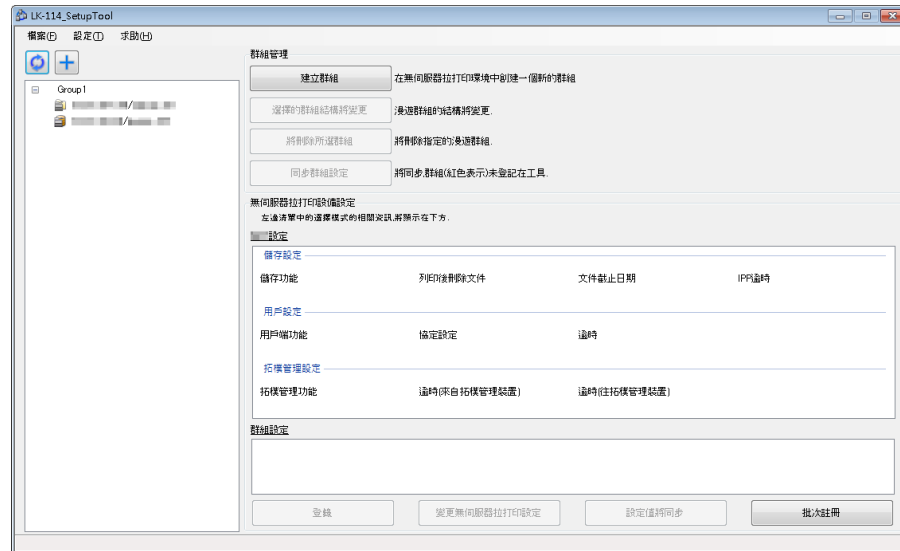 LK-114_SetupTool
檔案(F) 設定(T) 求助(H)
Group1
群組管理
建立群組 在無伺服器拉打印環境中創建一個新的群組
選擇的群組結構將變更 漫遊群組的結構將變更.
將刪除所選群組 將刪除指定的漫遊群組.
同步群組設定 將同步,群組(紅色表示)未登記在工具.
無伺服器拉打印設備設定
左邊清單中的選擇模式的相關資訊,將顯示在下方.
設定
儲存設定
儲存功能 列印後刪除文件 文件截止日期 IPP逾時
用戶設定
用戶端功能 協定設定 逾時
拓樸管理設定
拓樸管理功能 逾時(來自拓樸管理裝置) 逾時(往拓樸管理裝置)
群組設定
登錄 變更無伺服器拉打印設定 設定值將同步 批次註冊